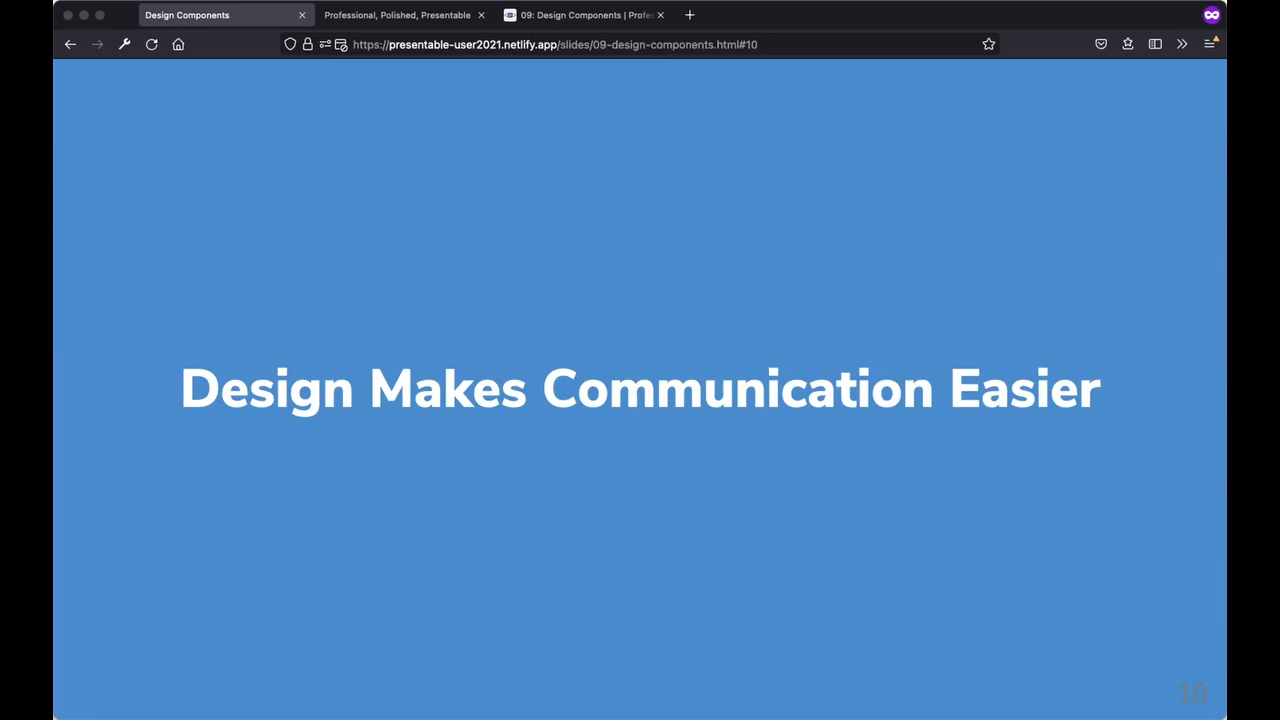 Design Components
Professional, Polished, Presentable
09: Design Components | Profes
https://presentable-user2021.netlify.app/slides/09-design-components.html#10
Design Makes Communication Easier
10